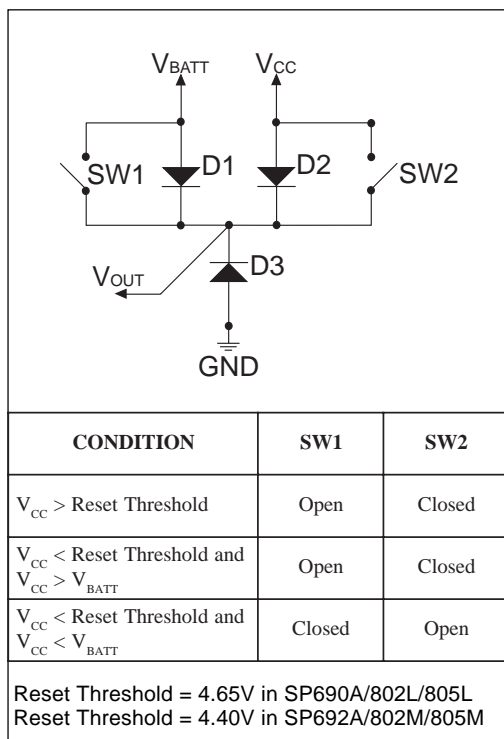 VBATT VCC
SW1 D1 D2 SW2
VOUT D3
GND
CONDITION SW1 SW2
VCC > Reset Threshold Open Closed
VCC < Reset Threshold and
VCC > VBATT Open Closed
VCC < Reset Threshold and
VCC < VBATT Closed Open
Reset Threshold = 4.65V in SP690A/802L/805L
Reset Threshold = 4.40V in SP692A/802M/805M